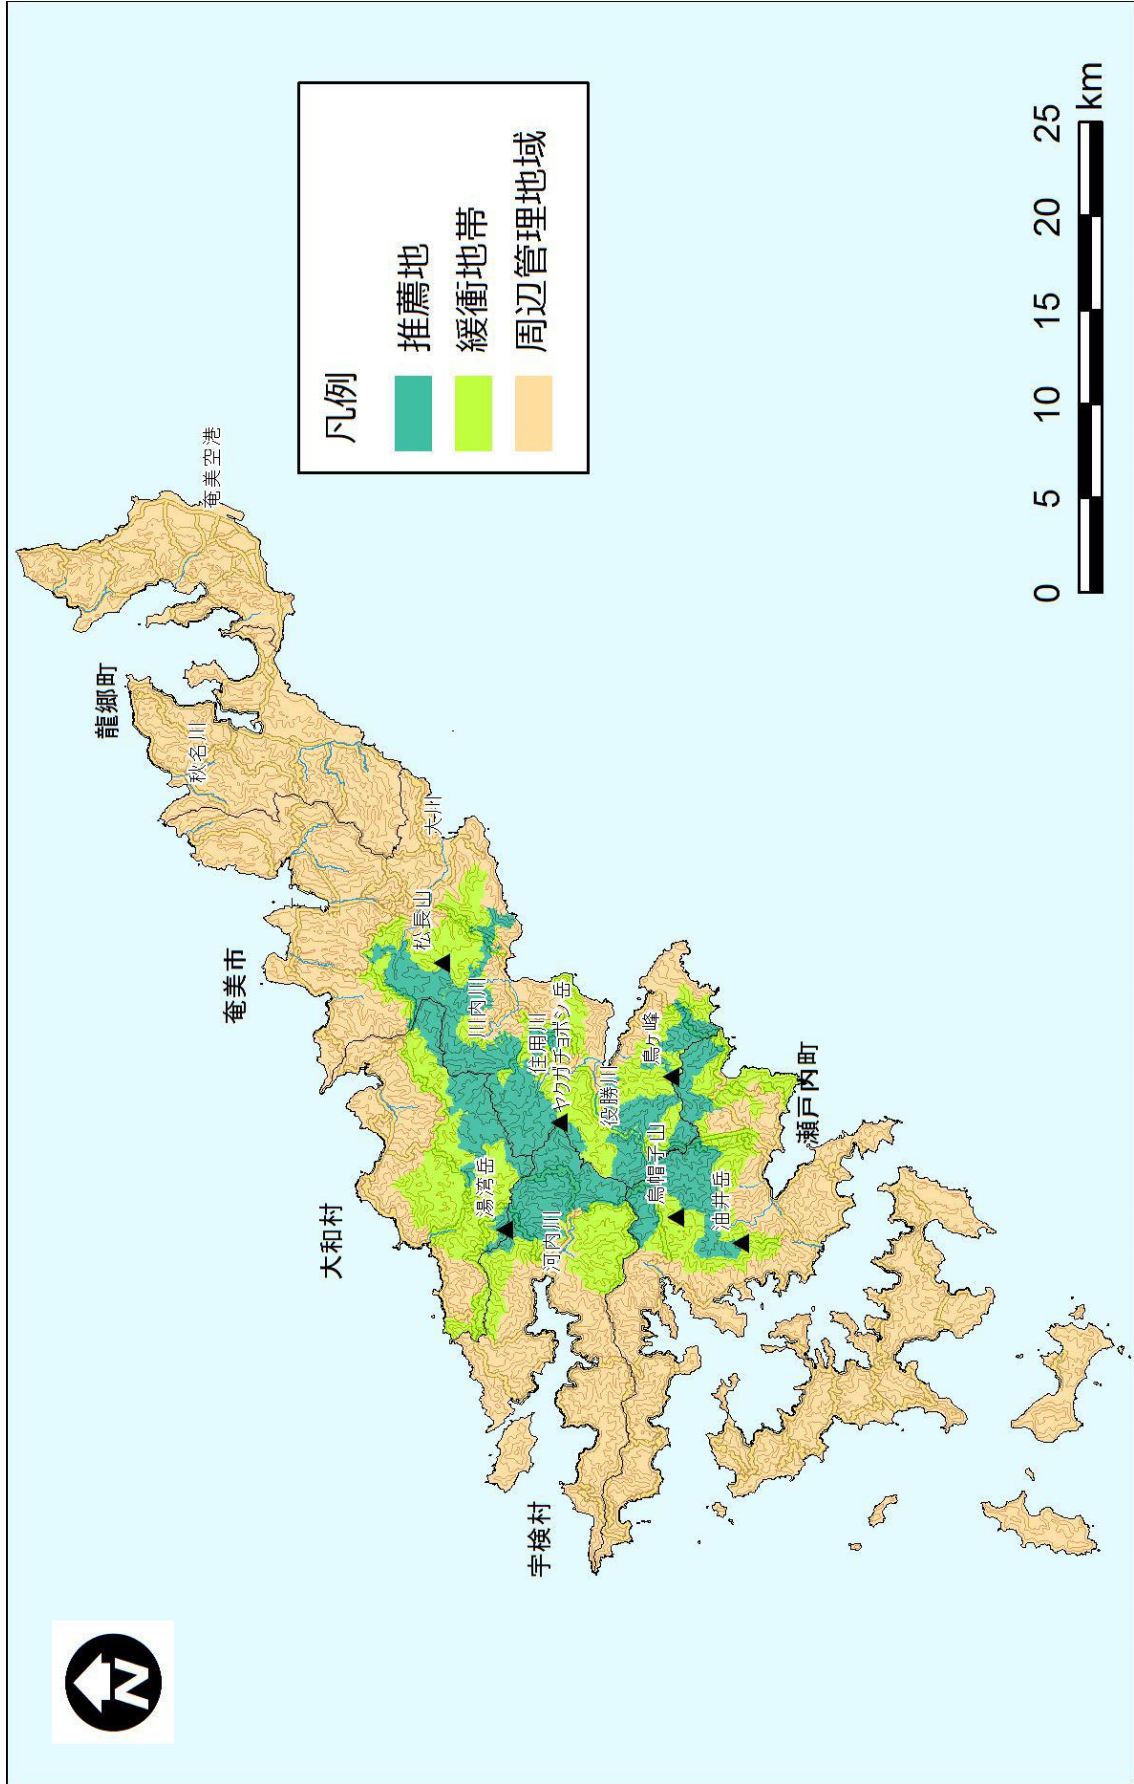 N
龍郷町
奄美空港
秋名川
大川
奄美市
松長山
川内川
住用川
ヤクガチョボシ岳
役勝川
鳥ヶ峰
大和村
湯湾岳
河内川
烏帽子山
油井岳
瀬戸内町
宇検村
凡例
推薦地
緩衝地帯
周辺管理地域
0 5 10 15 20 25 km